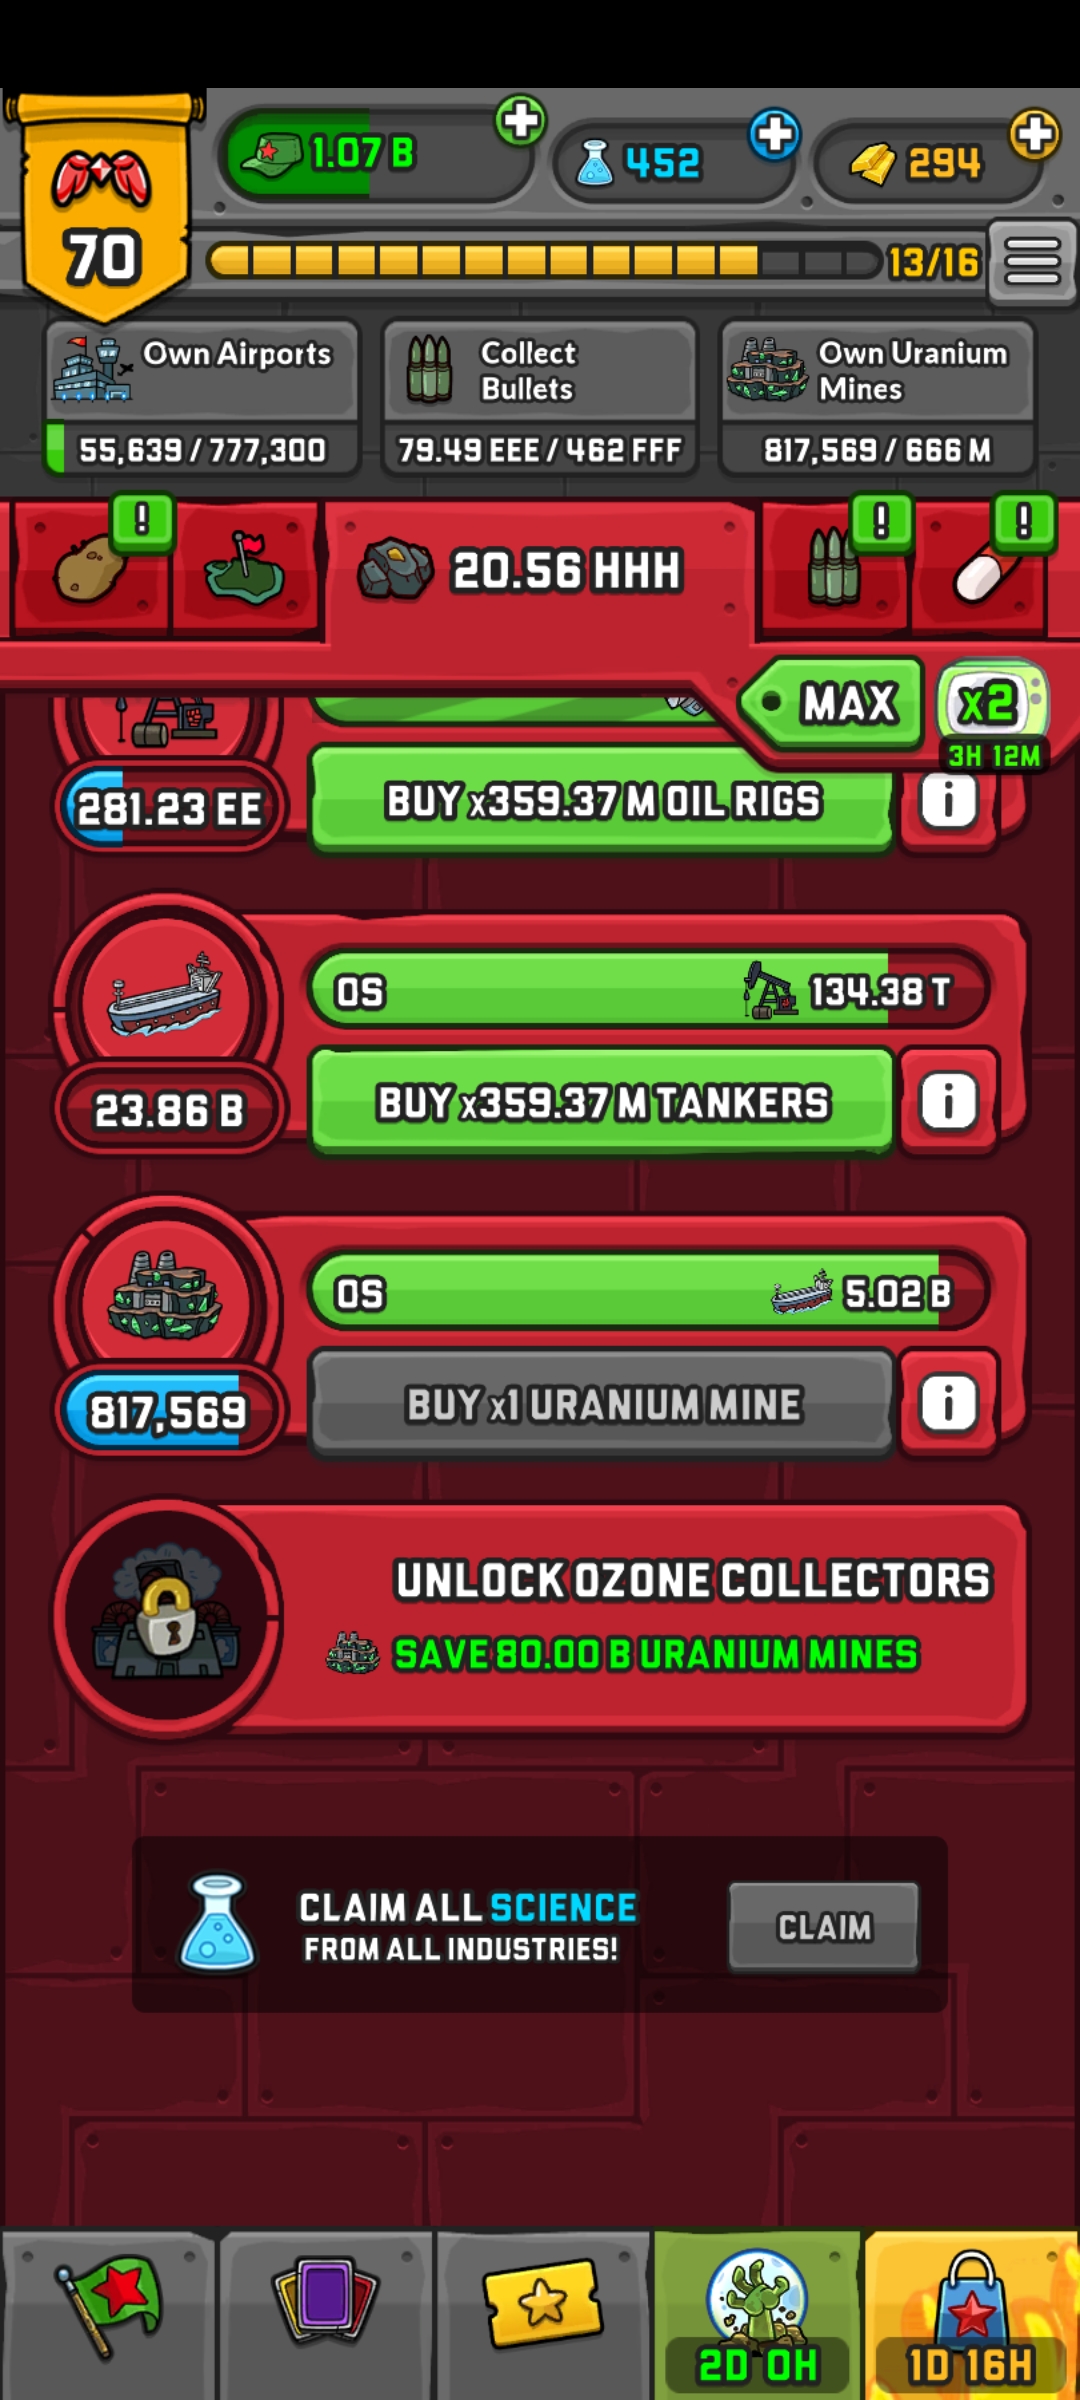 1.07 B
452
294
70
13/16
Own Airports
55,639 / 777,300
Collect
Bullets
79.49 EEE / 462 FFF
Own Uranium
Mines
817,569 / 666 M
!
20.56 HHH
!
!
MAX
x2
3H 12M
281.23 EE
BUY x359.37 M OIL RIGS
i
0S
134.38 T
23.86 B
BUY x359.37 M TANKERS
i
0S
5.02 B
817,569
BUY x1 URANIUM MINE
i
UNLOCK OZONE COLLECTORS
SAVE 80.00 B URANIUM MINES
CLAIM ALL SCIENCE
FROM ALL INDUSTRIES!
CLAIM
2D 0H
1D 16H